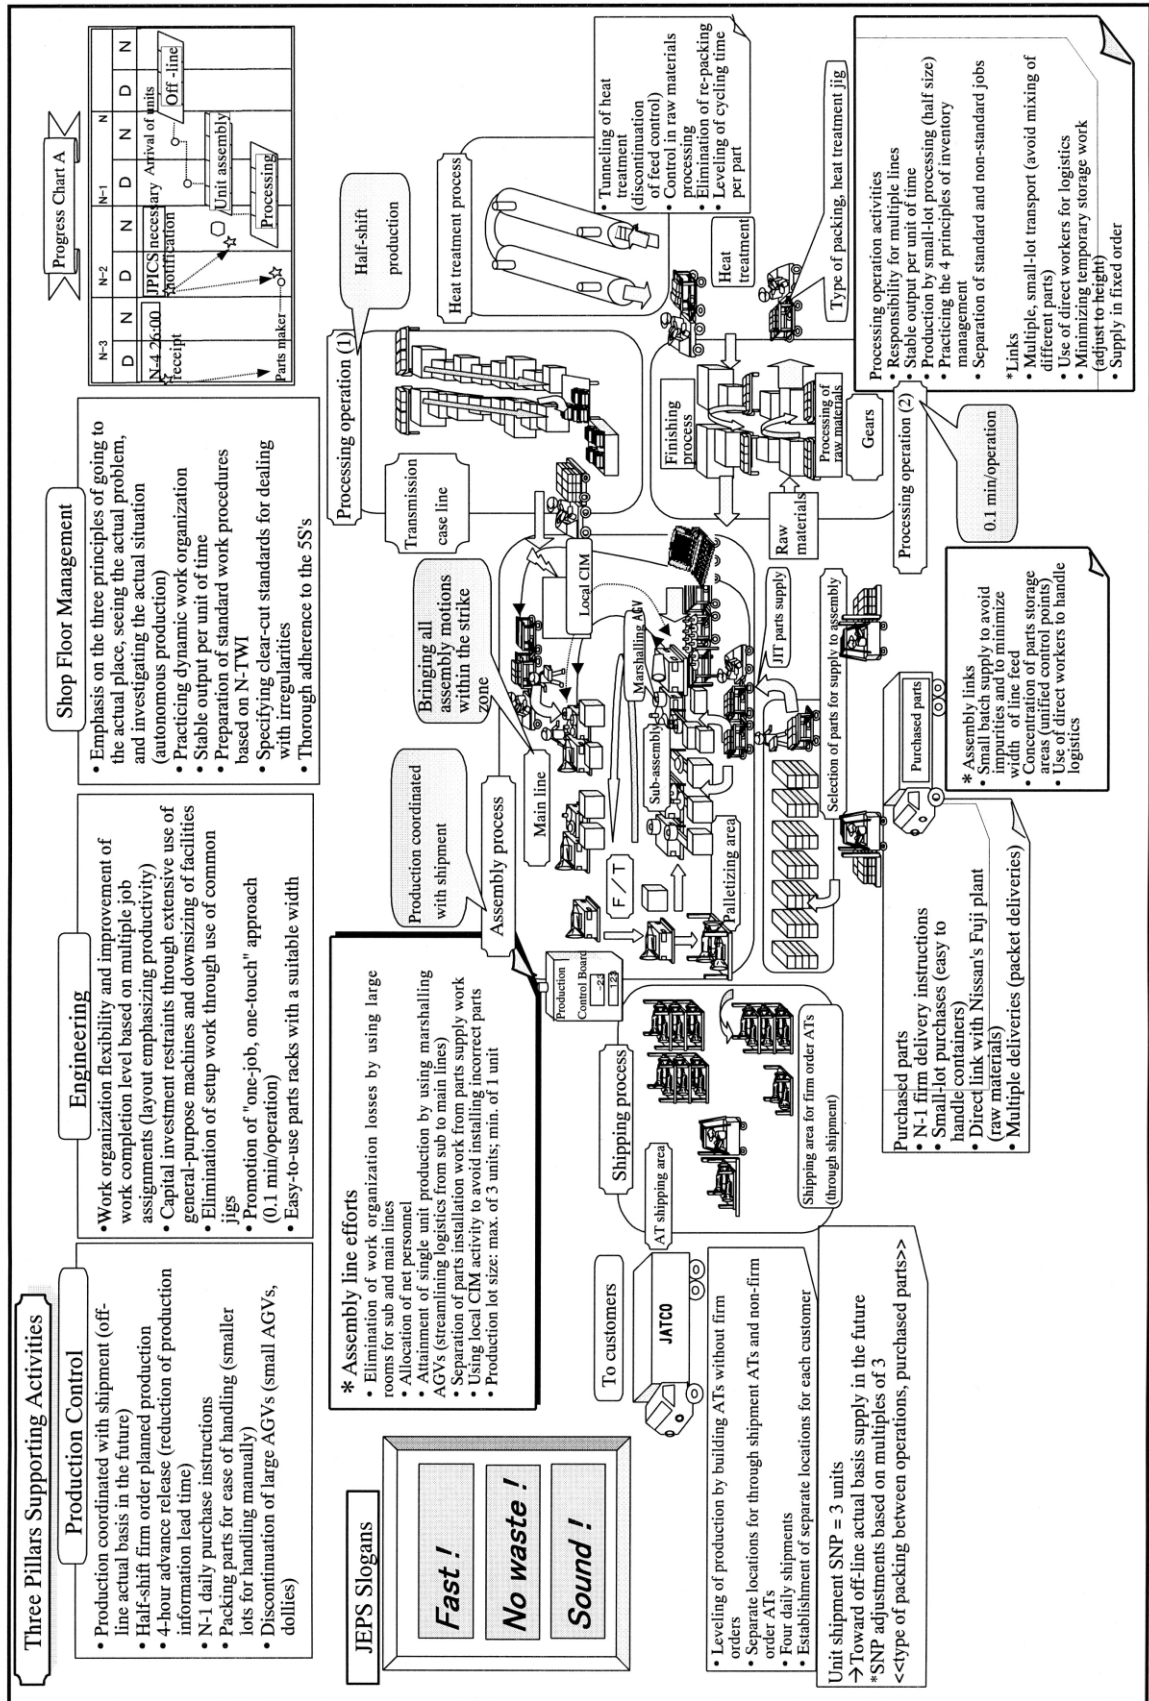 Three Pillars Supporting Activities
Production Control
• Production coordinated with shipment (off-
line actual basis in the future)
• Half-shift firm order planned production
• 4-hour advance release (reduction of production
information lead time)
• N-1 daily purchase instructions
• Packing parts for ease of handling (smaller
lots for handling manually)
• Discontinuation of large AGVs (small AGVs,
dollies)
Engineering
• Work organization flexibility and improvement of
work completion level based on multiple job
assignments (layout emphasizing productivity)
• Capital investment restraints through extensive use of
general-purpose machines and downsizing of facilities
• Elimination of setup work through use of common
jigs
• Promotion of "one-job, one-touch" approach
(0.1 min/operation)
• Easy-to-use parts racks with a suitable width
Shop Floor Management
• Emphasis on the three principles of going to
the actual place, seeing the actual problem,
and investigating the actual situation
(autonomous production)
• Practicing dynamic work organization
• Stable output per unit of time
• Preparation of standard work procedures
based on N-TWI
• Specifying clear-cut standards for dealing
with irregularities
• Thorough adherence to the 5S's
Progress Chart A
N-3
N-2
N-1
N
D
N
D
N
D
N
D
N
N-4 26:00
receipt
JPICS necessary
notification
Arrival of units
Off -line
Unit assembly
Processing
Parts maker
JEPS Slogans
Fast !
No waste !
Sound !
* Assembly line efforts
• Elimination of work organization losses by using large
rooms for sub and main lines
• Allocation of net personnel
• Attainment of single unit production by using marshalling
AGVs (streamlining logistics from sub to main lines)
• Separation of parts installation work from parts supply work
• Using local CIM activity to avoid installing incorrect parts
• Production lot size: max. of 3 units; min. of 1 unit
Production coordinated
with shipment
Assembly process
Bringing all
assembly motions
within the strike
zone
Main line
Transmission
case line
Processing operation (1)
Half-shift
production
Heat treatment process
• Tunneling of heat
treatment
(discontinuation
of feed control)
• Control in raw materials
processing
• Elimination of re-packing
• Leveling of cycling time
per part
Production
Control Board
-22
123
F / T
Local CIM
Marshalling AGV
Sub-assembly
Palletizing area
JIT parts supply
Selection of parts for supply to assembly
Finishing
process
Heat
treatment
Type of packing, heat treatment jig
Processing of
raw materials
Raw
materials
Gears
Processing operation (2)
0.1 min/operation
Processing operation activities
• Responsibility for multiple lines
• Stable output per unit of time
• Production by small-lot processing (half size)
• Practicing the 4 principles of inventory
management
• Separation of standard and non-standard jobs
*Links
• Multiple, small-lot transport (avoid mixing of
different parts)
• Use of direct workers for logistics
• Minimizing temporary storage work
(adjust to height)
• Supply in fixed order
To customers
JATCO
Shipping process
AT shipping area
Shipping area for firm order ATs
(through shipment)
• Leveling of production by building ATs without firm
orders
• Separate locations for through shipment ATs and non-firm
order ATs
• Four daily shipments
• Establishment of separate locations for each customer
Unit shipment SNP = 3 units
→Toward off-line actual basis supply in the future
*SNP adjustments based on multiples of 3
<<type of packing between operations, purchased parts>>
Purchased parts
• N-1 firm delivery instructions
• Small-lot purchases (easy to
handle containers)
• Direct link with Nissan's Fuji plant
(raw materials)
• Multiple deliveries (packet deliveries)
Purchased parts
* Assembly links
• Small batch supply to avoid
impurities and to minimize
width of line feed
• Concentration of parts storage
areas (unified control points)
• Use of direct workers to handle
logistics